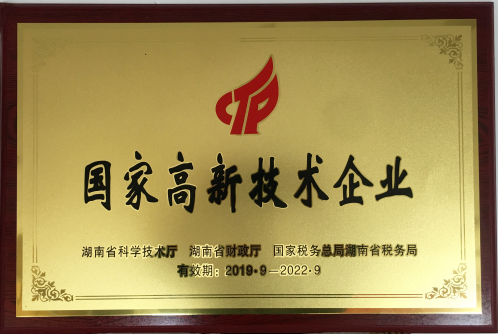 国家高新技术企业
湖南省科学技术厅 湖南省财政厅 国家税务总局湖南省税务局
有效期：2019·9—2022·9